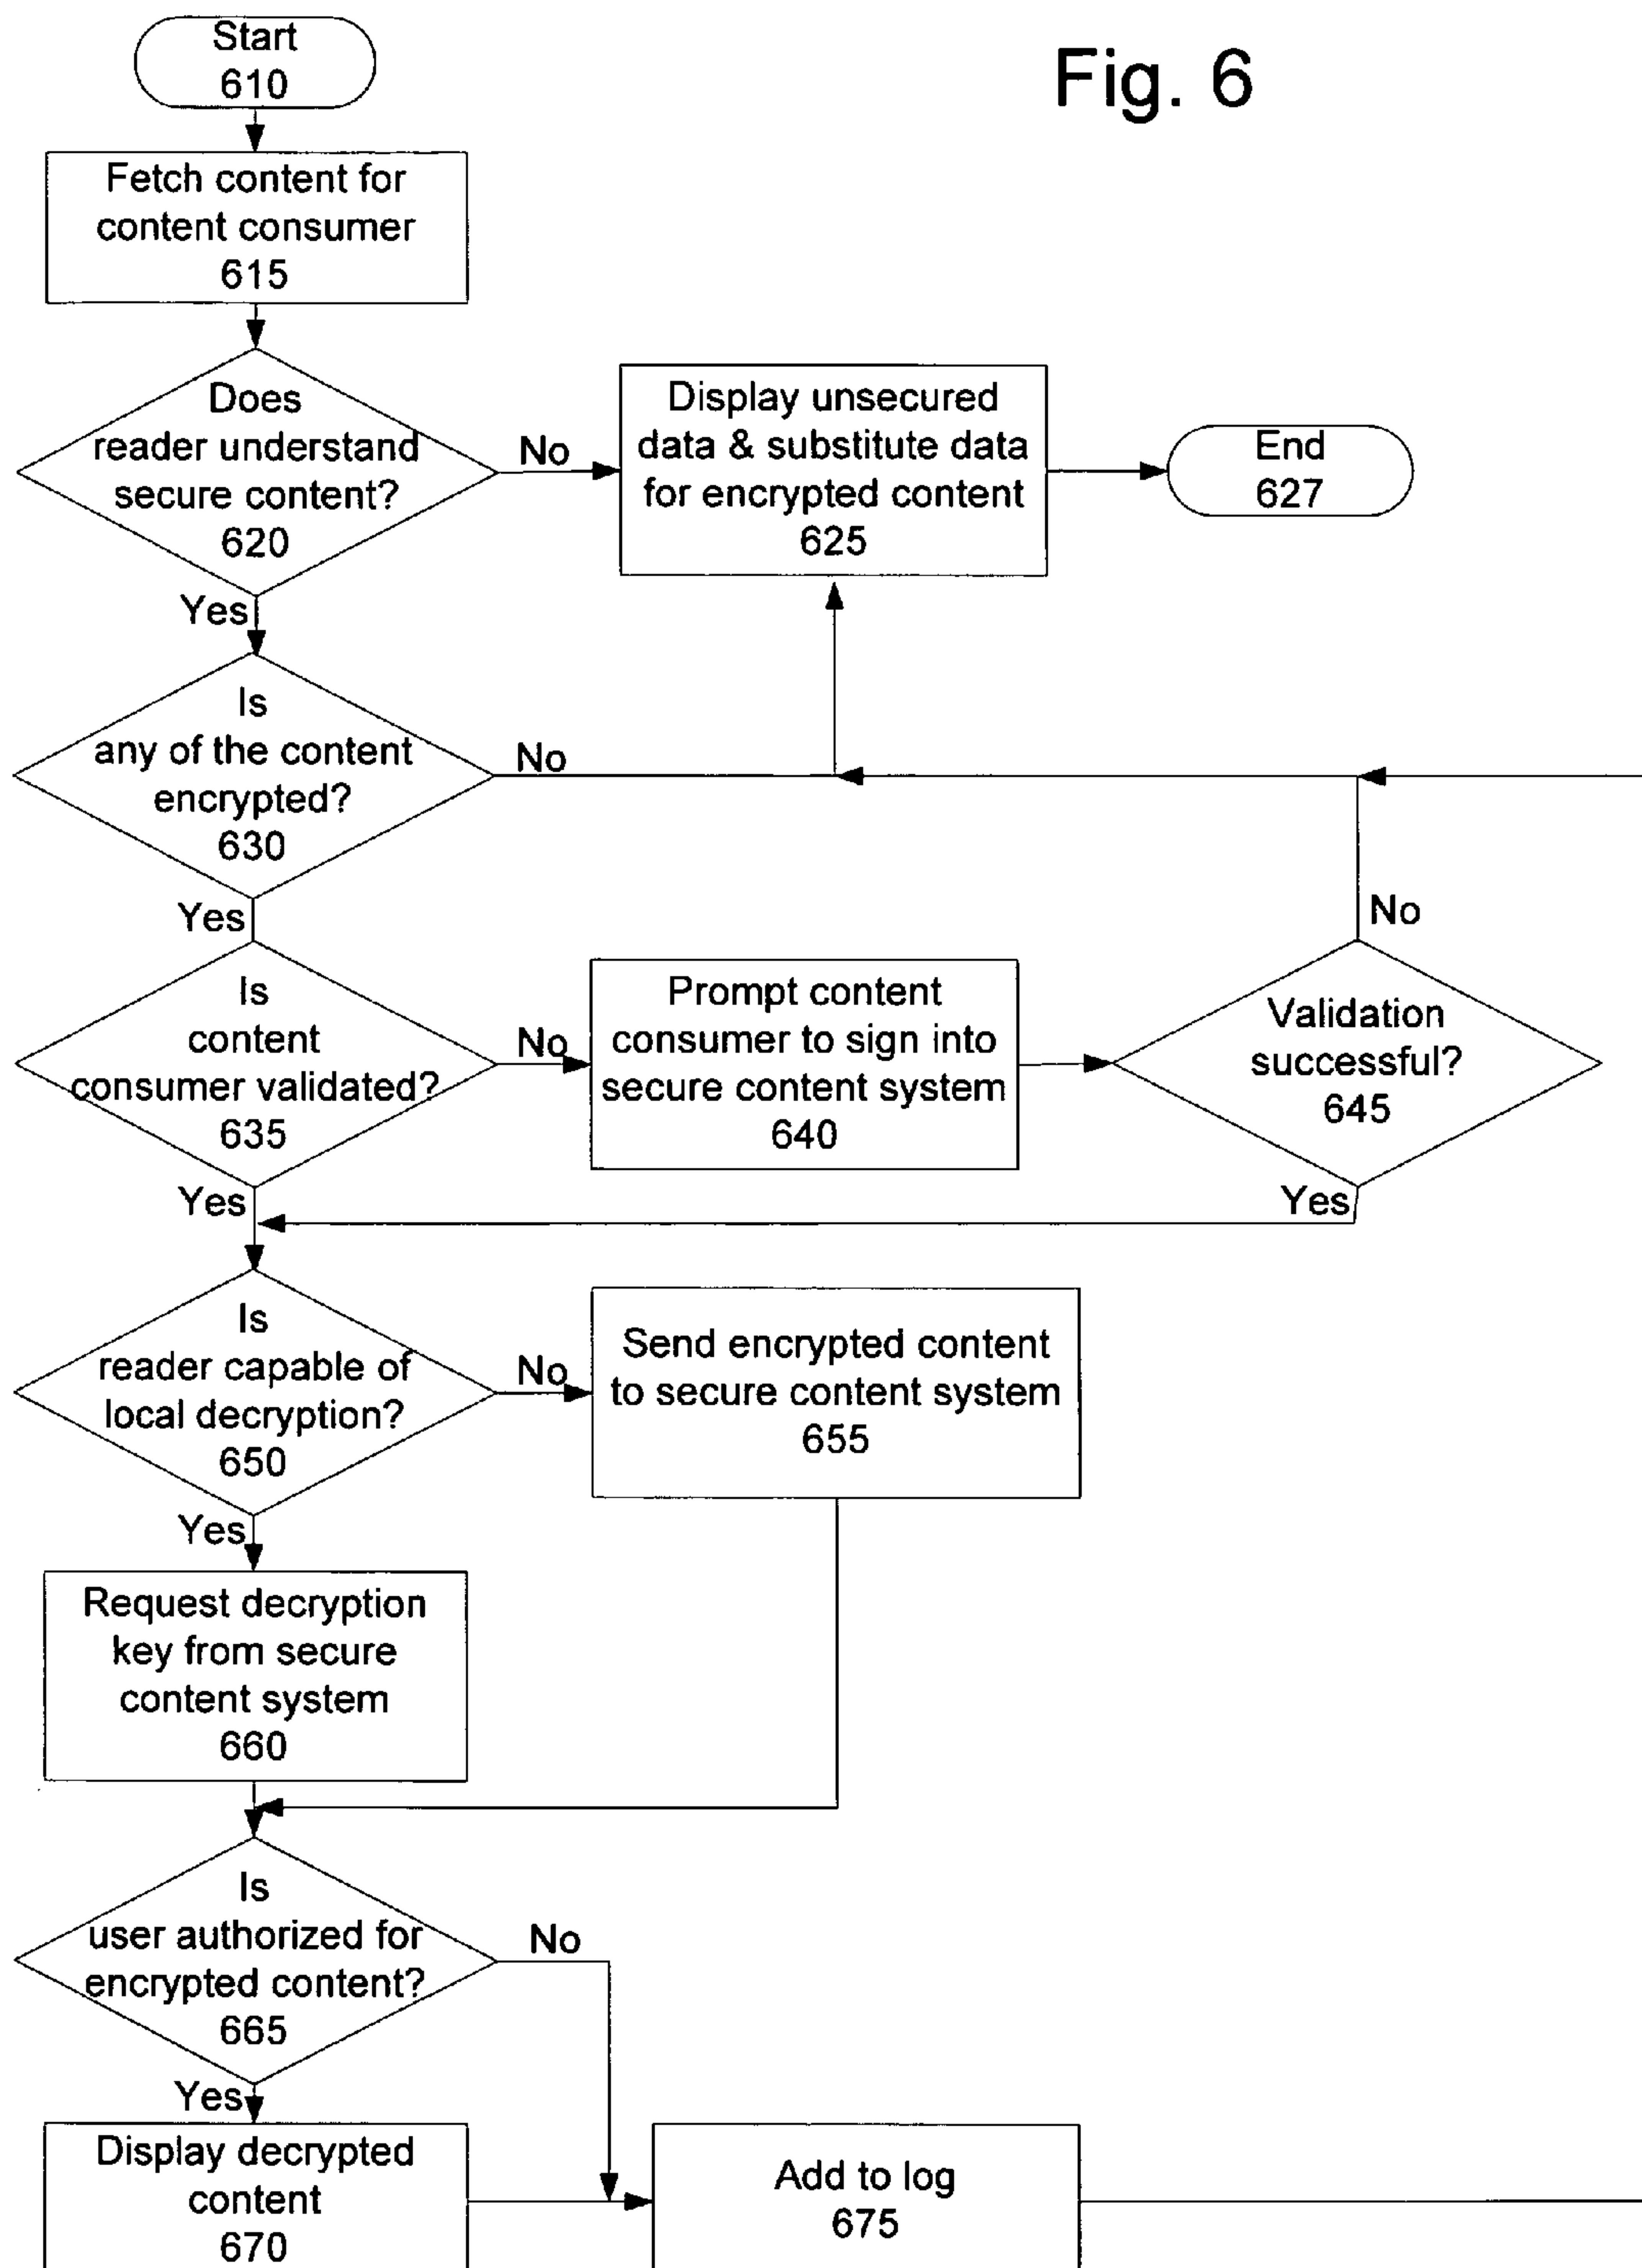 Fig. 6
Start
610
Fetch content for
content consumer
615
Does
reader understand
secure content?
620
No
Display unsecured
data & substitute data
for encrypted content
625
End
627
Yes
Is
any of the content
encrypted?
630
No
Yes
Is
content
consumer validated?
635
No
Prompt content
consumer to sign into
secure content system
640
Validation
successful?
645
No
Yes
Yes
Is
reader capable of
local decryption?
650
No
Send encrypted content
to secure content system
655
Yes
Request decryption
key from secure
content system
660
Is
user authorized for
encrypted content?
665
No
Yes
Display decrypted
content
670
Add to log
675